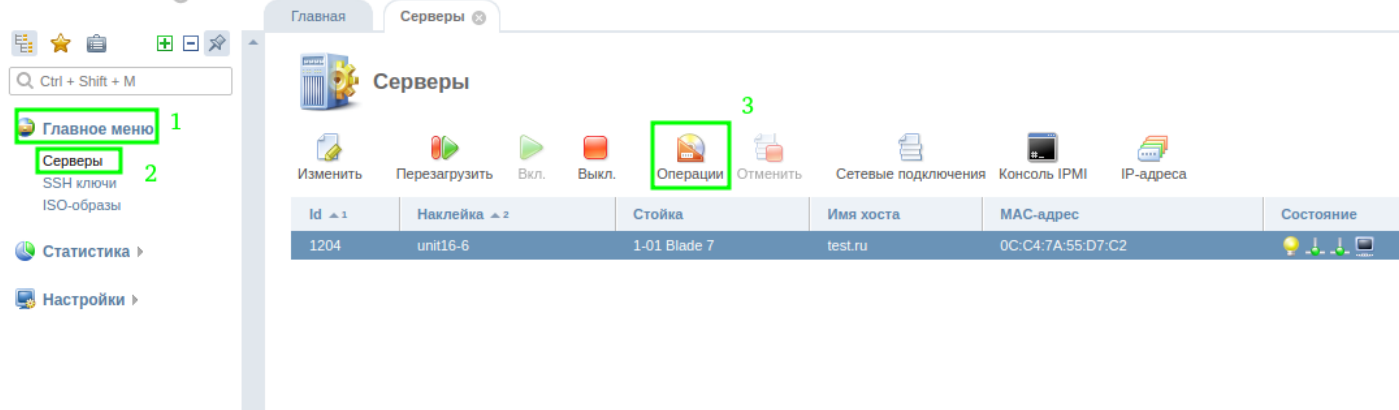 Главная
Серверы
Ctrl + Shift + M
Серверы
Главное меню
1
3
Серверы
2
SSH ключи
ISO-образы
Изменить
Перезагрузить
Вкл.
Выкл.
Операции
Отменить
Сетевые подключения
Консоль IPMI
IP-адреса
Id 1
Наклейка 2
Стойка
Имя хоста
MAC-адрес
Состояние
1204
unit16-6
1-01 Blade 7
test.ru
0C:C4:7A:55:D7:C2
Статистика
Настройки